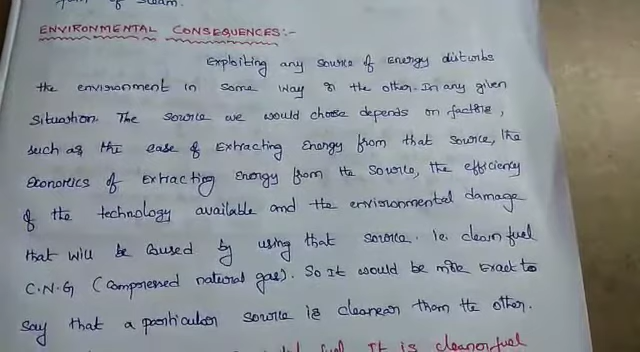 of steam.
ENVIRONMENTAL CONSEQUENCES:-
Exploiting any source of Energy disturbs
the environment in some way or the other. In any given
Situation. The source we would choose depends on factors,
such as the ease of Extracting Energy from that source, the
Economics of Extracting Energy from the source, the efficiency
of the technology available and the environmental damage
that will be caused by using that source. ie. clean fuel
C.N.G (compressed natural gas). So It would be more Exact to
say that a particular source is cleaner than the other.
fuel It is cleaner fuel